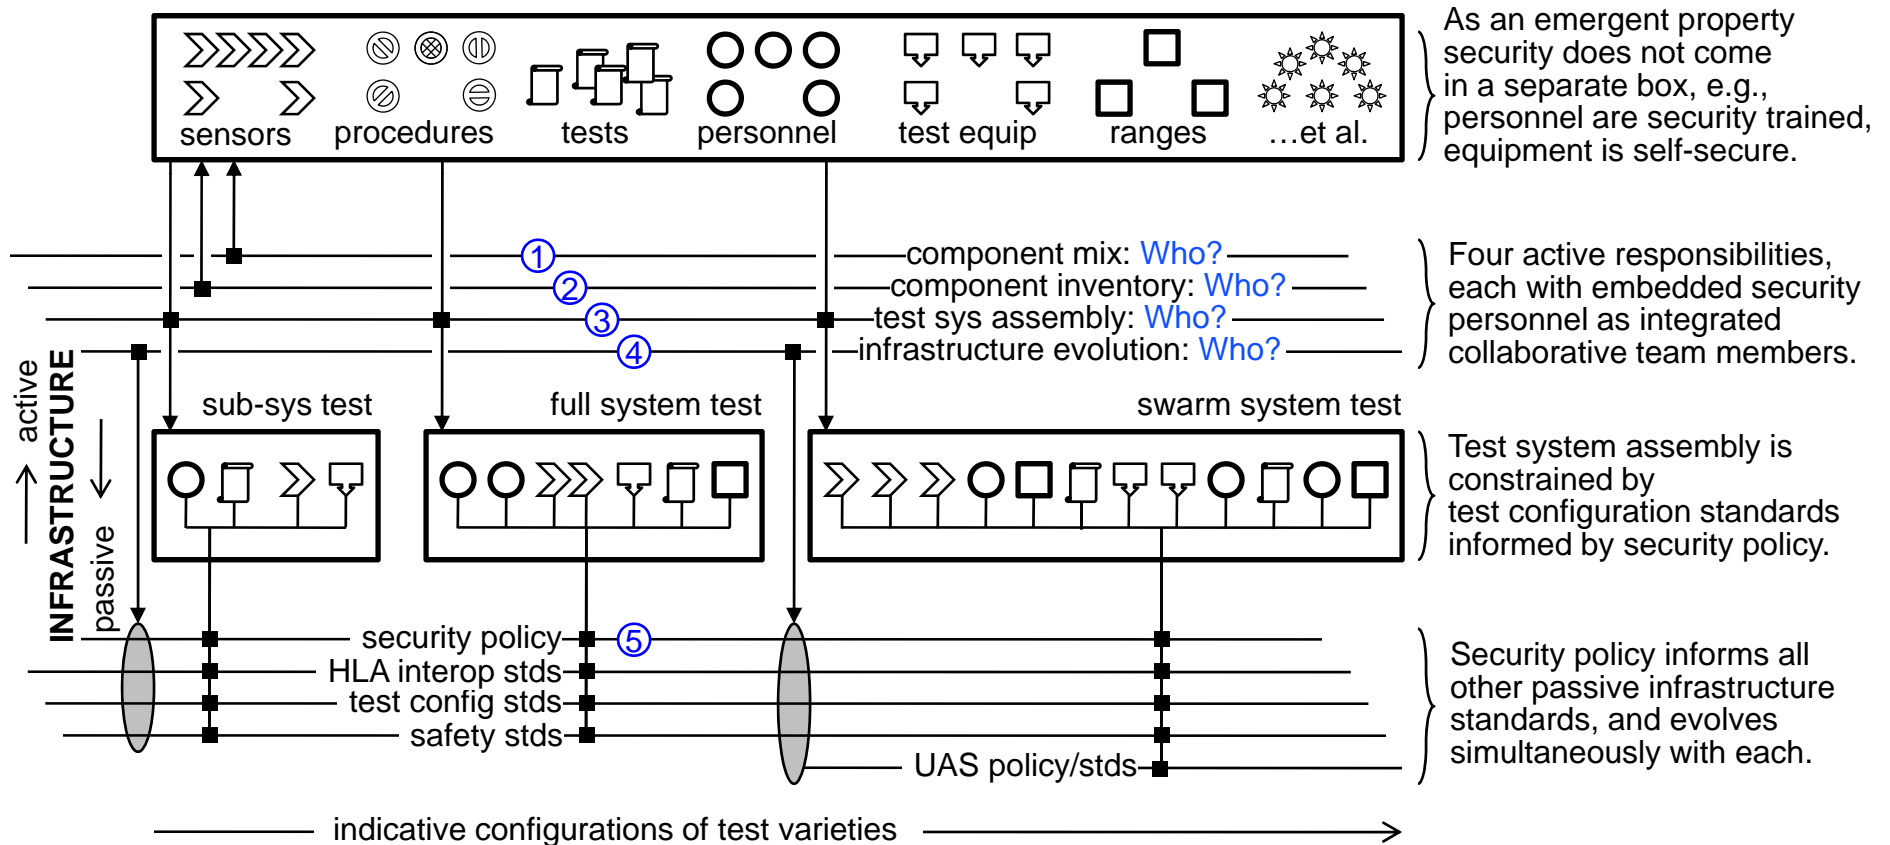 sensors procedures tests personnel test equip ranges …et al.
As an emergent property
security does not come
in a separate box, e.g.,
personnel are security trained,
equipment is self-secure.
1 component mix: Who?
2 component inventory: Who?
3 test sys assembly: Who?
4 infrastructure evolution: Who?
Four active responsibilities,
each with embedded security
personnel as integrated
collaborative team members.
INFRASTRUCTURE
active
passive
sub-sys test full system test swarm system test
Test system assembly is
constrained by
test configuration standards
informed by security policy.
security policy 5
HLA interop stds
test config stds
safety stds
UAS policy/stds
Security policy informs all
other passive infrastructure
standards, and evolves
simultaneously with each.
indicative configurations of test varieties